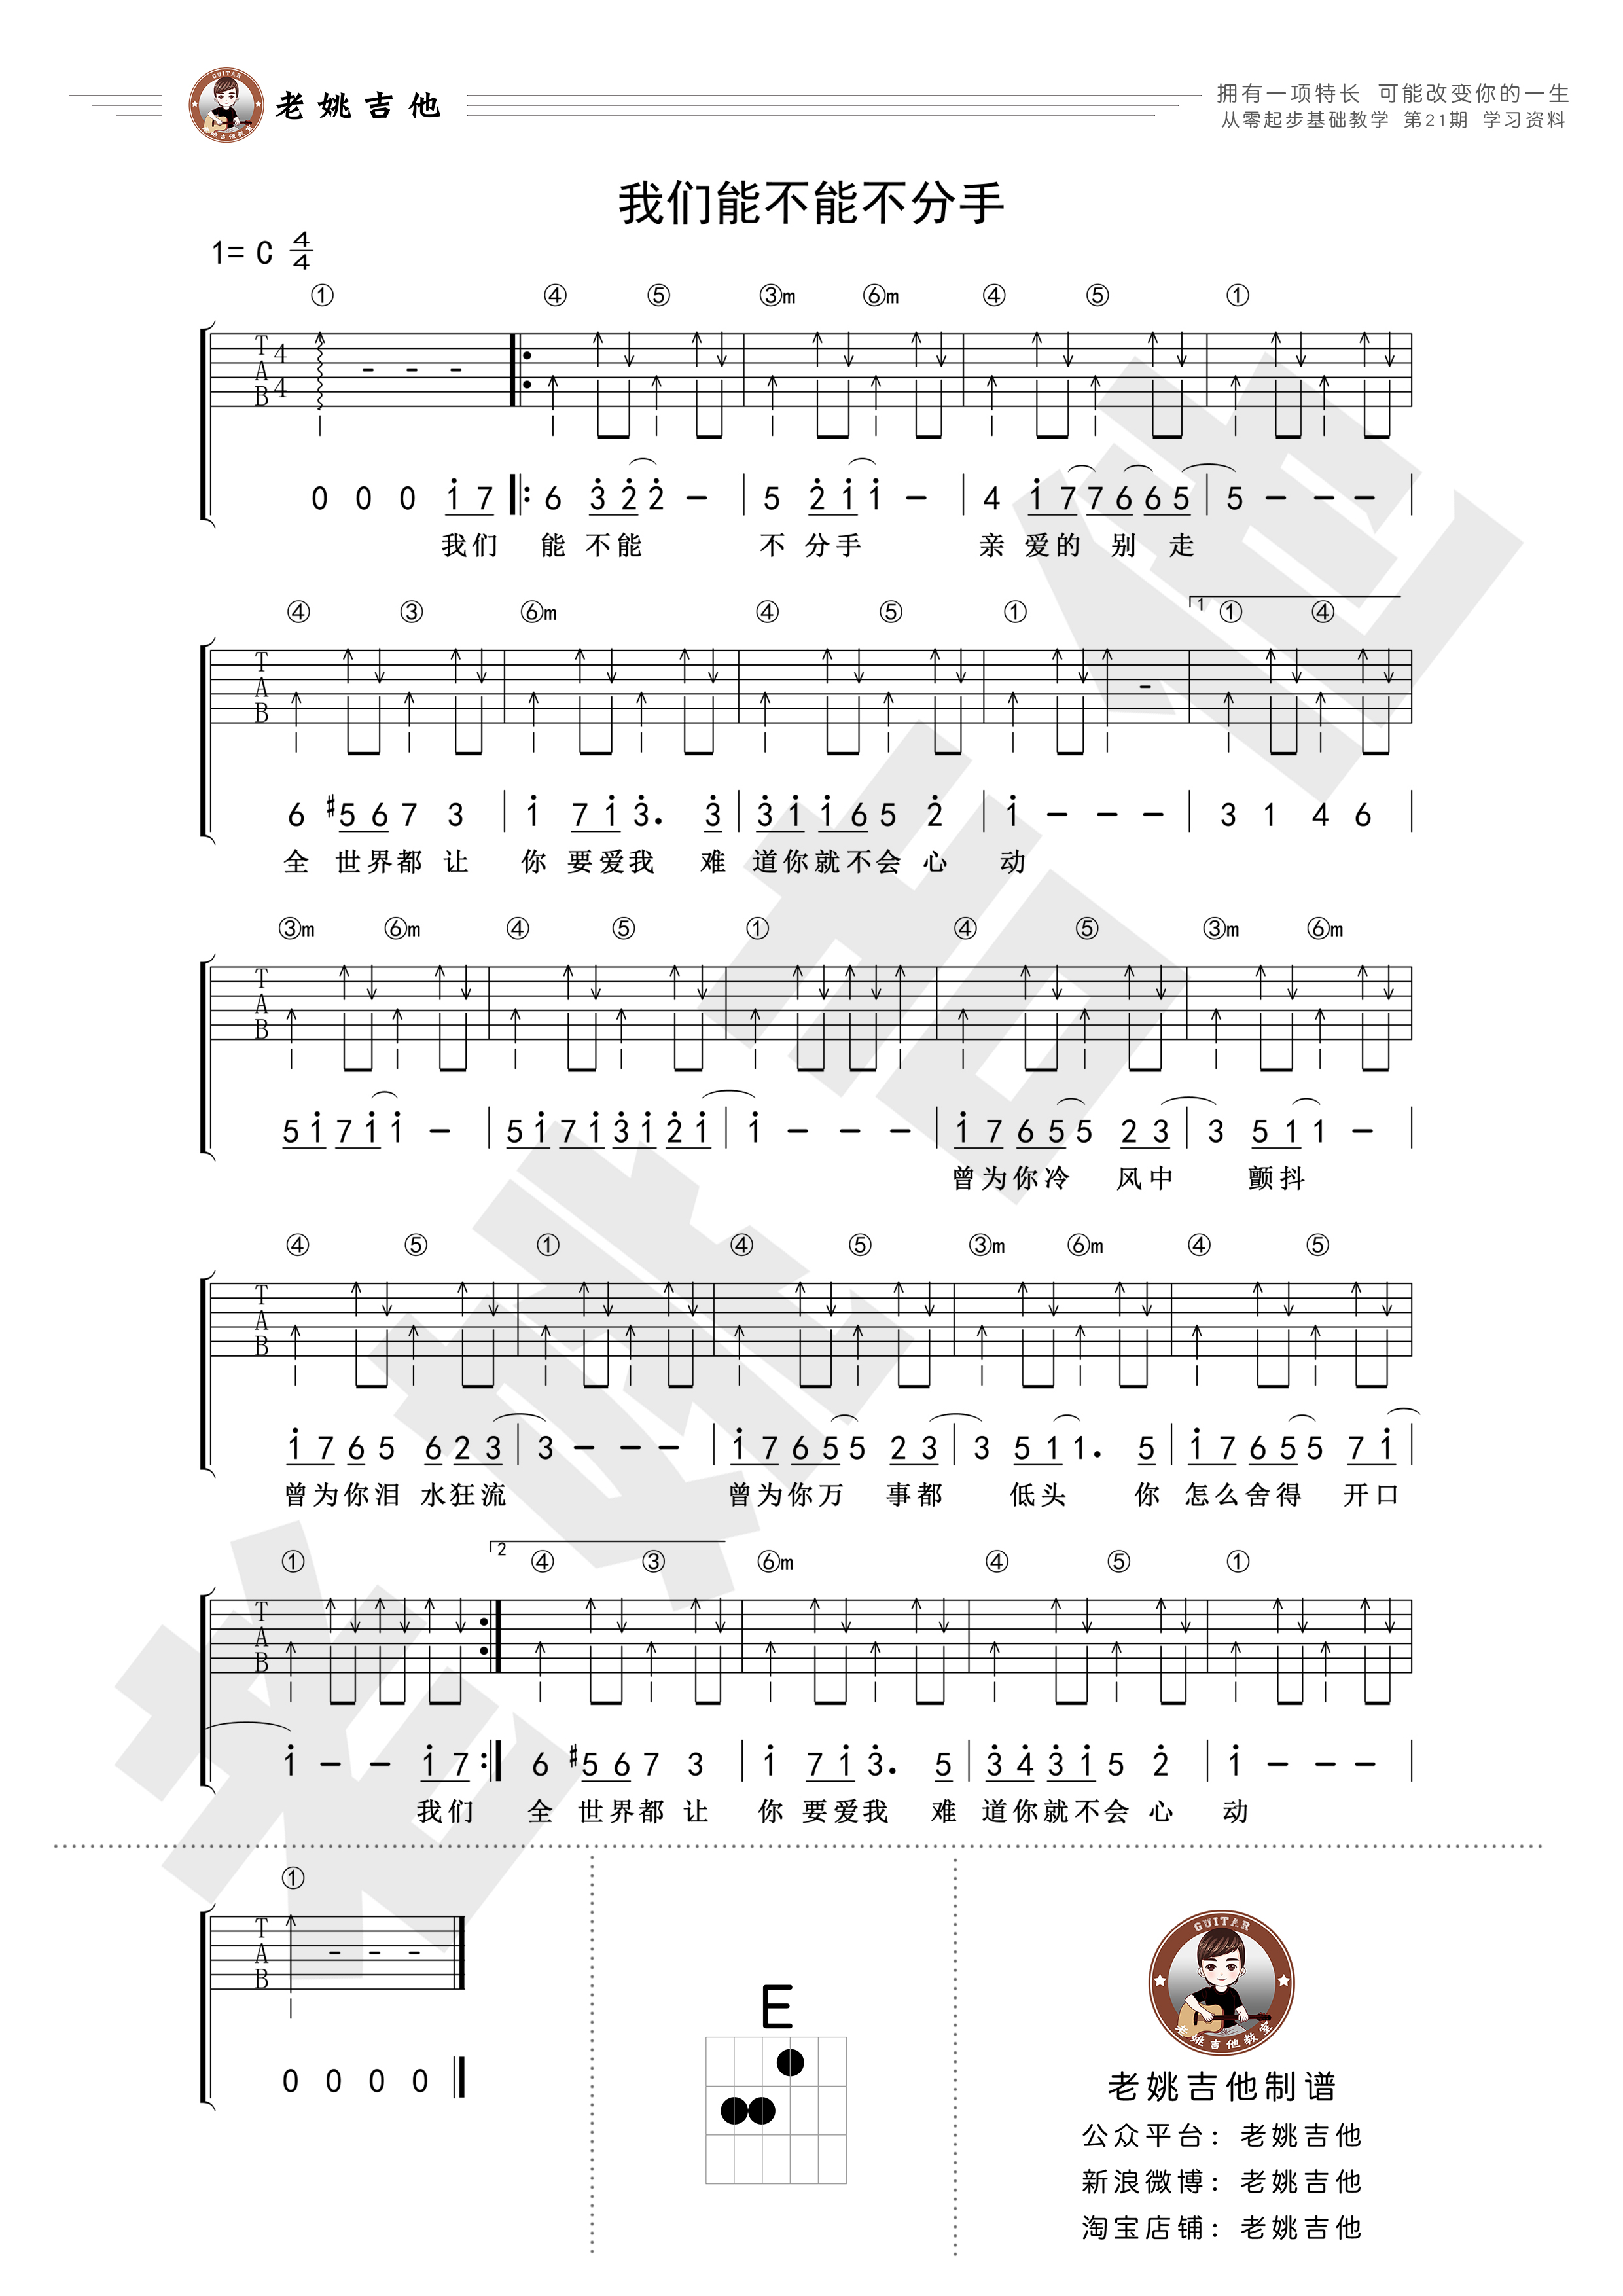 GUITAR
老姚吉他教室
老姚吉他
拥有一项特长 可能改变你的一生
从零起步基础教学 第21期 学习资料
我们能不能不分手
1= C 4/4
① ④ ⑤ ③m ⑥m ④ ⑤ ①
T A B 4/4 - - -
0 0 0 i 7 ‖: 6 3̇ 2̇ 2̇ - | 5 2̇ i i - | 4 i 7 7 6 6 5 | 5 - - - |
我们 能 不能 不 分手 亲 爱的 别 走
④ ③ ⑥m ④ ⑤ ① 1 ① ④
T A B -
6 #5 6 7 3 | i 7 i 3̇. 3̇ | 3̇ i i 6 5 2̇ | i - - - | 3 1 4 6 |
全 世界都 让 你 要爱我 难 道你就不会 心 动
③m ⑥m ④ ⑤ ① ④ ⑤ ③m ⑥m
T A B
5 i 7 i i - | 5 i 7 i 3̇ i 2̇ i | i - - - | i 7 6 5 5 2 3 | 3 5 1 1 - |
曾为你冷 风中 颤抖
④ ⑤ ① ④ ⑤ ③m ⑥m ④ ⑤
T A B
i 7 6 5 6 2 3 | 3 - - - | i 7 6 5 5 2 3 | 3 5 1 1. 5 | i 7 6 5 5 7 i |
曾为你泪 水狂流 曾为你万 事都 低头 你 怎么舍得 开口
① 2 ④ ③ ⑥m ④ ⑤ ①
T A B
i - - i 7 :‖ 6 #5 6 7 3 | i 7 i 3̇. 5 | 3̇ 4̇ 3̇ i 5 2̇ | i - - - |
我们 全 世界都 让 你 要爱我 难 道你就不会 心 动
①
T A B - - -
0 0 0 0 ‖
E
GUITAR
老姚吉他教室
老姚吉他制谱
公众平台：老姚吉他
新浪微博：老姚吉他
淘宝店铺：老姚吉他
老姚吉他